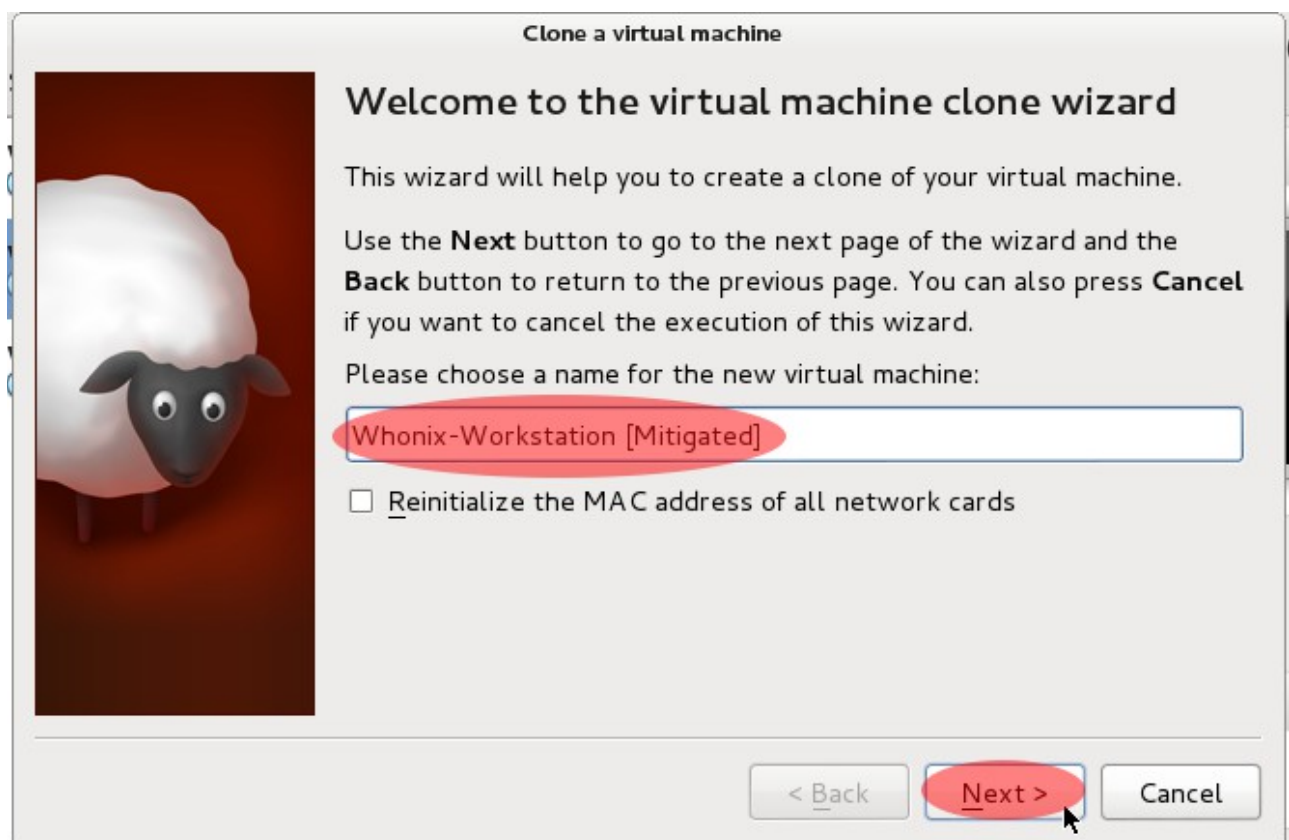 Clone a virtual machine
Welcome to the virtual machine clone wizard
This wizard will help you to create a clone of your virtual machine.
Use the Next button to go to the next page of the wizard and the
Back button to return to the previous page. You can also press Cancel
if you want to cancel the execution of this wizard.
Please choose a name for the new virtual machine:
Whonix-Workstation [Mitigated]
Reinitialize the MAC address of all network cards
< Back
Next >
Cancel